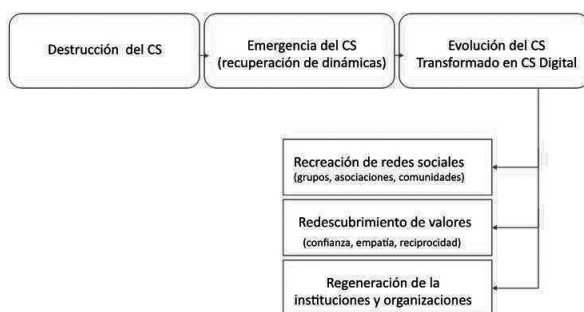 Destrucción del CS
Emergencia del CS
(recuperación de dinámicas)
Evolución del CS
Transformado en CS Digital
Recreación de redes sociales
(grupos, asociaciones, comunidades)
Redescubrimiento de valores
(confianza, empatía, reciprocidad)
Regeneración de la
instituciones y organizaciones